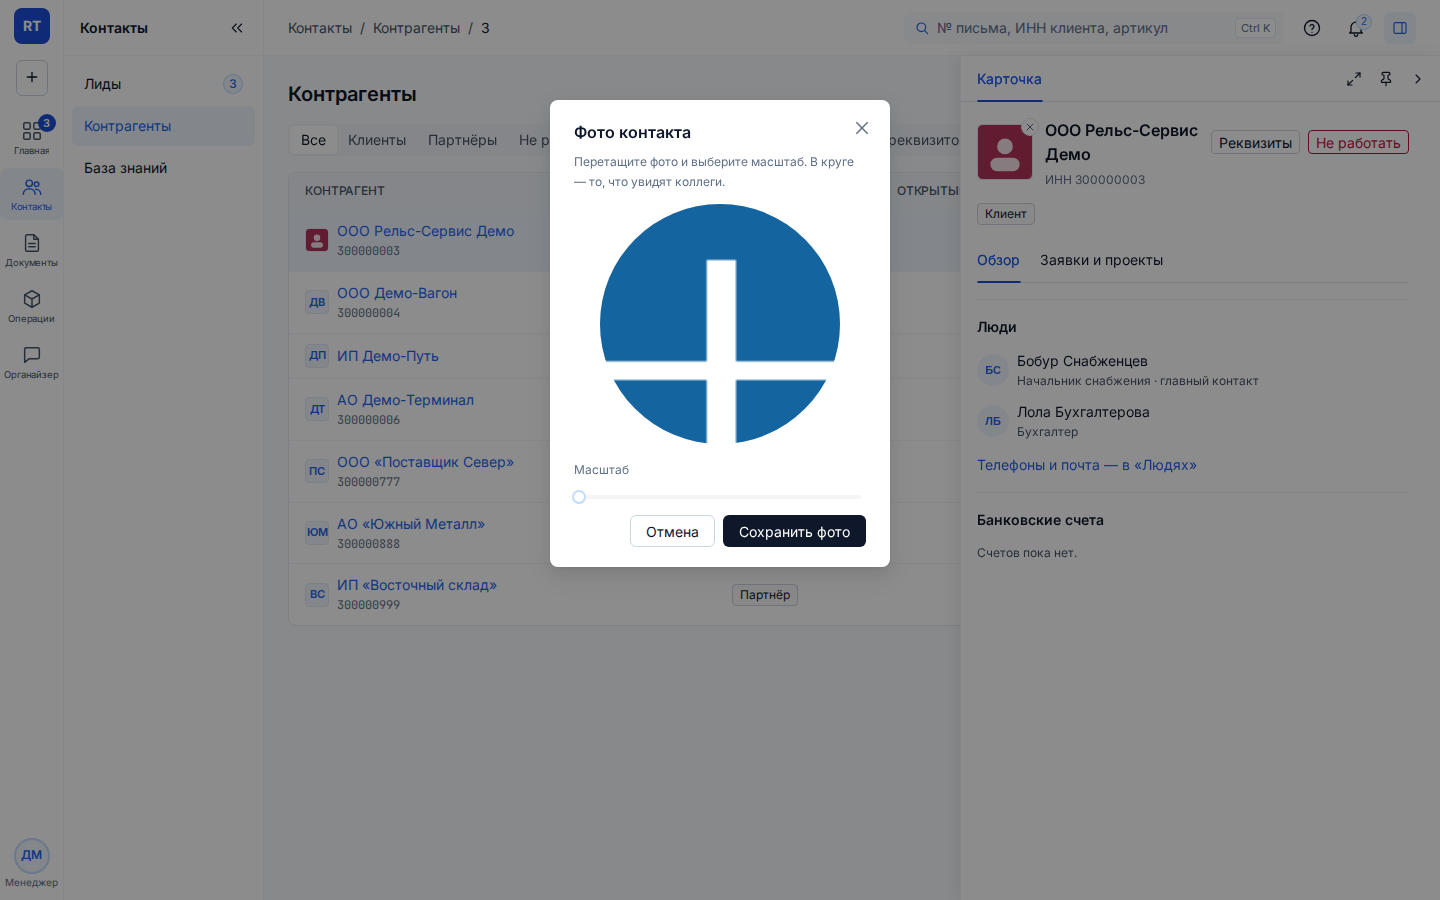 RT
Контакты
Контакты / Контрагенты / 3
№ письма, ИНН клиента, артикул
Ctrl K
2
3
Главная
Контакты
Документы
Операции
Органайзер
ДМ
Менеджер
Лиды
3
Контрагенты
База знаний
Контрагенты
Все
Клиенты
Партнёры
Не р
реквизито
КОНТРАГЕНТ
ОТКРЫТЫ
ООО Рельс-Сервис Демо
300000003
ДВ
ООО Демо-Вагон
300000004
ДП
ИП Демо-Путь
ДТ
АО Демо-Терминал
300000006
ПС
ООО «Поставщик Север»
300000777
ЮМ
АО «Южный Металл»
300000888
ВС
ИП «Восточный склад»
300000999
Партнёр
Фото контакта
Перетащите фото и выберите масштаб. В круге
— то, что увидят коллеги.
Масштаб
Отмена
Сохранить фото
Карточка
ООО Рельс-Сервис
Демо
ИНН 300000003
Реквизиты
Не работать
Клиент
Обзор
Заявки и проекты
Люди
БС
Бобур Снабженцев
Начальник снабжения · главный контакт
ЛБ
Лола Бухгалтерова
Бухгалтер
Телефоны и почта — в «Людях»
Банковские счета
Счетов пока нет.